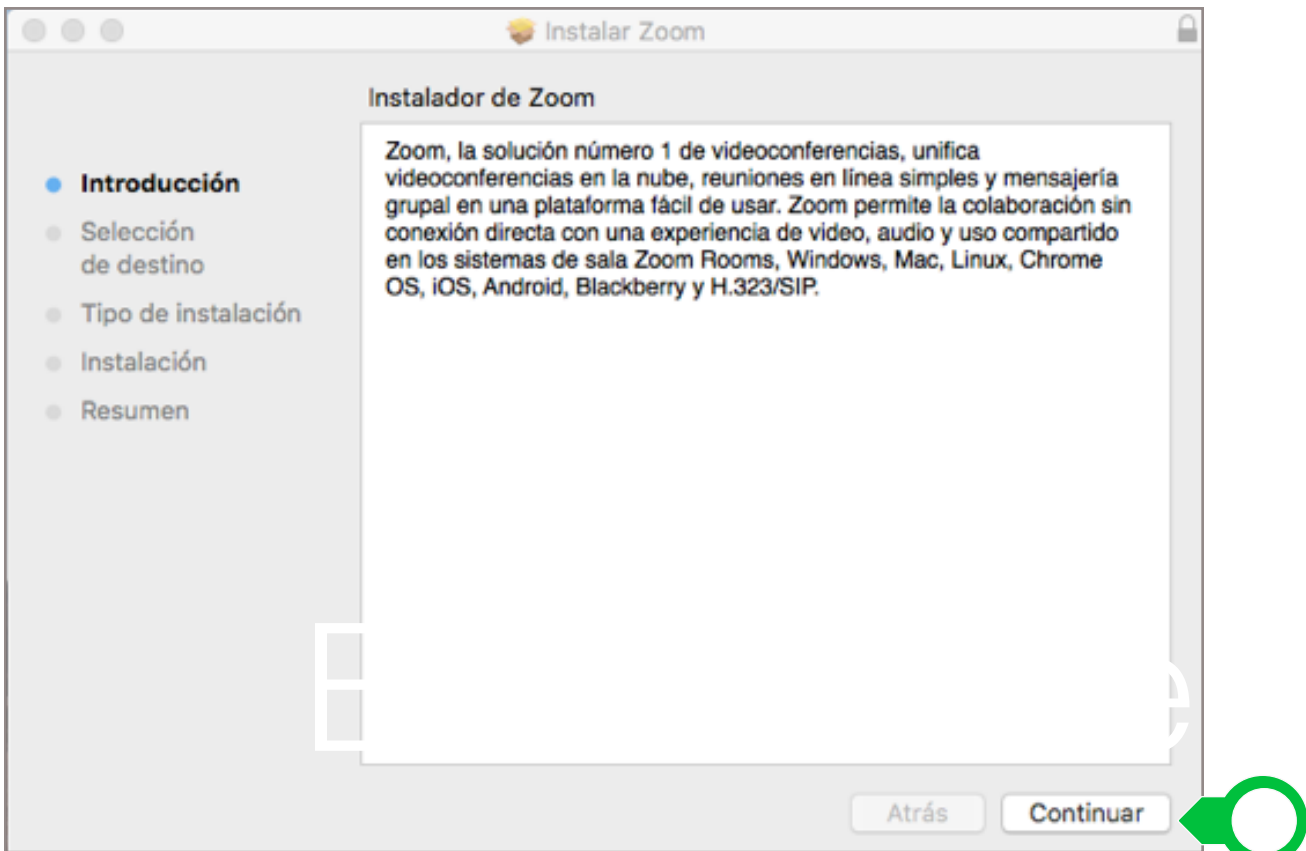 Instalar Zoom
Instalador de Zoom
Introducción
Selección
de destino
Tipo de instalación
Instalación
Resumen
Zoom, la solución número 1 de videoconferencias, unifica
videoconferencias en la nube, reuniones en línea simples y mensajería
grupal en una plataforma fácil de usar. Zoom permite la colaboración sin
conexión directa con una experiencia de video, audio y uso compartido
en los sistemas de sala Zoom Rooms, Windows, Mac, Linux, Chrome
OS, iOS, Android, Blackberry y H.323/SIP.
Atrás
Continuar